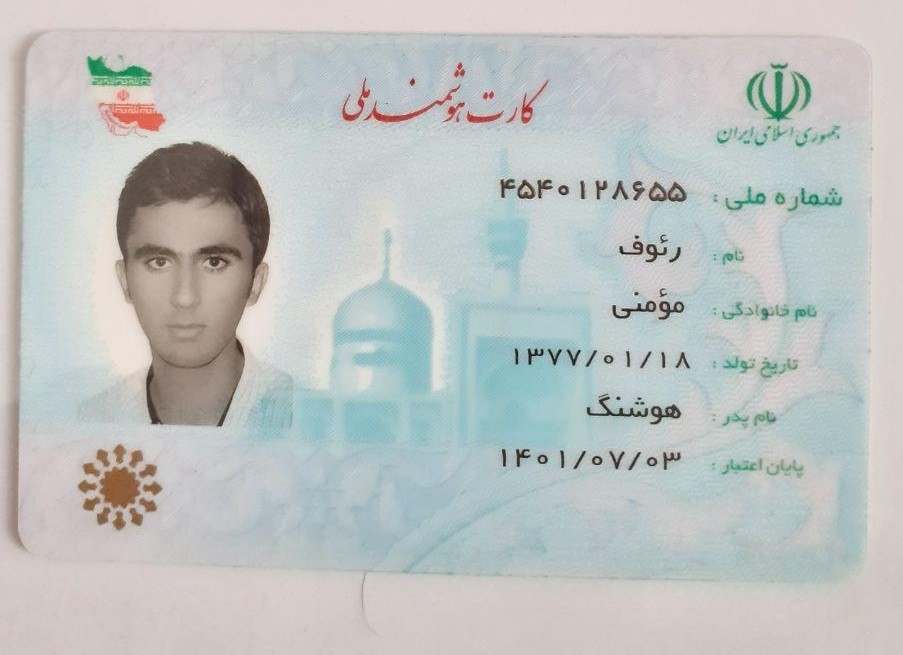 کارت هوشمند ملی
جمهوری اسلامی ایران
شماره ملی : ۴۵۴۰۱۲۸۶۵۵
نام : رئوف
نام خانوادگی : مؤمنی
تاریخ تولد : ۱۳۷۷/۰۱/۱۸
نام پدر : هوشنگ
پایان اعتبار : ۱۴۰۱/۰۷/۰۳